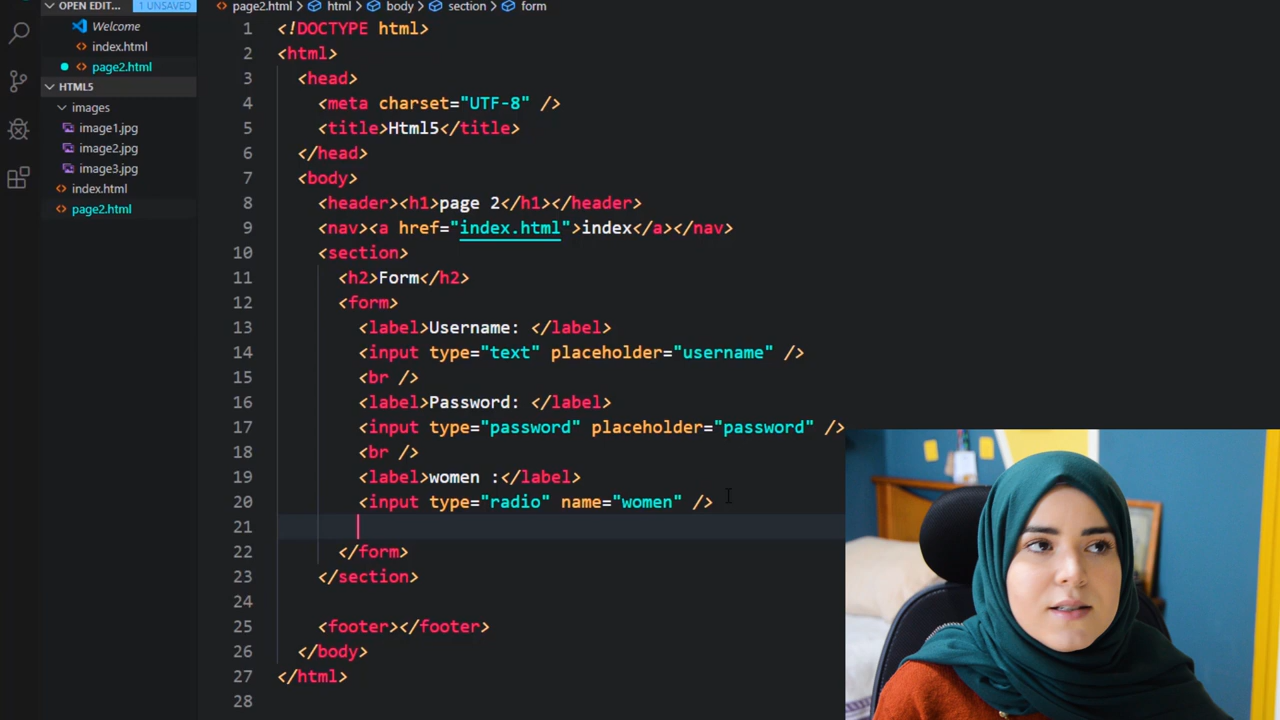 OPEN EDIT... 1 UNSAVED
Welcome
index.html
page2.html
HTML5
images
image1.jpg
image2.jpg
image3.jpg
index.html
page2.html
page2.html > html > body > section > form
1 <!DOCTYPE html>
2 <html>
3 <head>
4 <meta charset="UTF-8" />
5 <title>Html5</title>
6 </head>
7 <body>
8 <header><h1>page 2</h1></header>
9 <nav><a href="index.html">index</a></nav>
10 <section>
11 <h2>Form</h2>
12 <form>
13 <label>Username: </label>
14 <input type="text" placeholder="username" />
15 <br />
16 <label>Password: </label>
17 <input type="password" placeholder="password" />
18 <br />
19 <label>women :</label>
20 <input type="radio" name="women" />
21
22 </form>
23 </section>
24
25 <footer></footer>
26 </body>
27 </html>
28